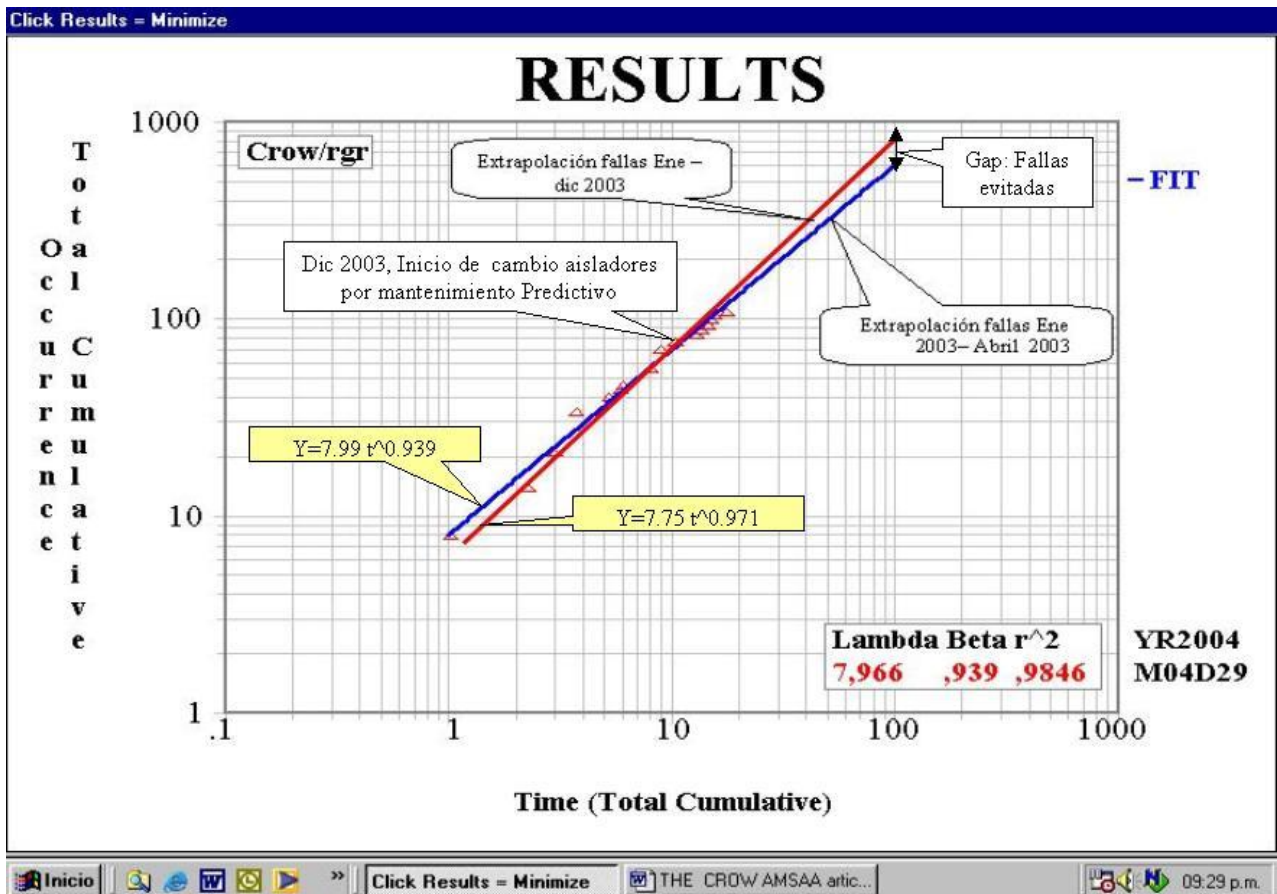 Click Results = Minimize
RESULTS
Total Cumulative
Occurrence
1000
100
10
1
Crow/rgr
Extrapolación fallas Ene –
dic 2003
Gap: Fallas
evitadas
– FIT
Dic 2003, Inicio de cambio aisladores
por mantenimiento Predictivo
Extrapolación fallas Ene
2003– Abril 2003
Y=7.99 t^0.939
Y=7.75 t^0.971
Lambda Beta r^2
7,966 ,939 ,9846
YR2004
M04D29
.1
1
10
100
1000
Time (Total Cumulative)
Inicio
»
Click Results = Minimize
THE CROW AMSAA artic...
09:29 p.m.